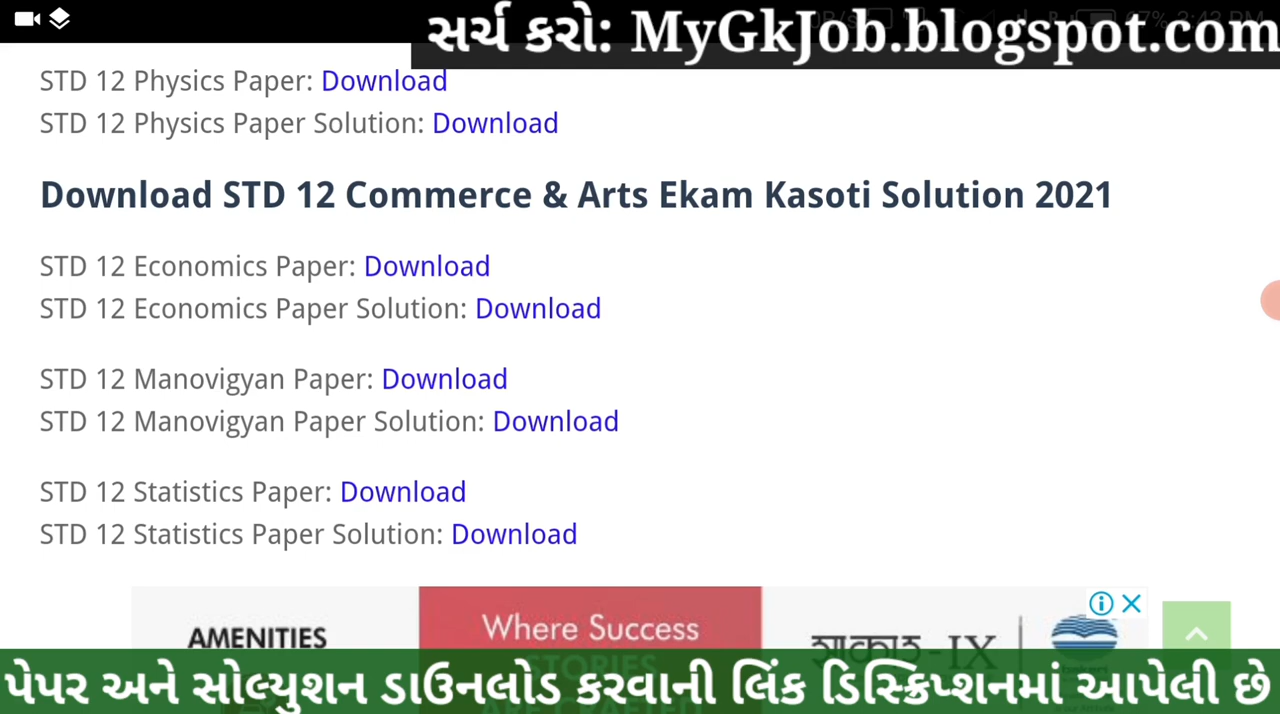 સર્ચ કરો: MyGkJob.blogspot.com
STD 12 Physics Paper: Download
STD 12 Physics Paper Solution: Download
Download STD 12 Commerce & Arts Ekam Kasoti Solution 2021
STD 12 Economics Paper: Download
STD 12 Economics Paper Solution: Download
STD 12 Manovigyan Paper: Download
STD 12 Manovigyan Paper Solution: Download
STD 12 Statistics Paper: Download
STD 12 Statistics Paper Solution: Download
AMENITIES
Where Success
STORIES
IX
પેપર અને સોલ્યુશન ડાઉનલોડ કરવાની લિંક ડિસ્ક્રિપ્શનમાં આપેલી છે